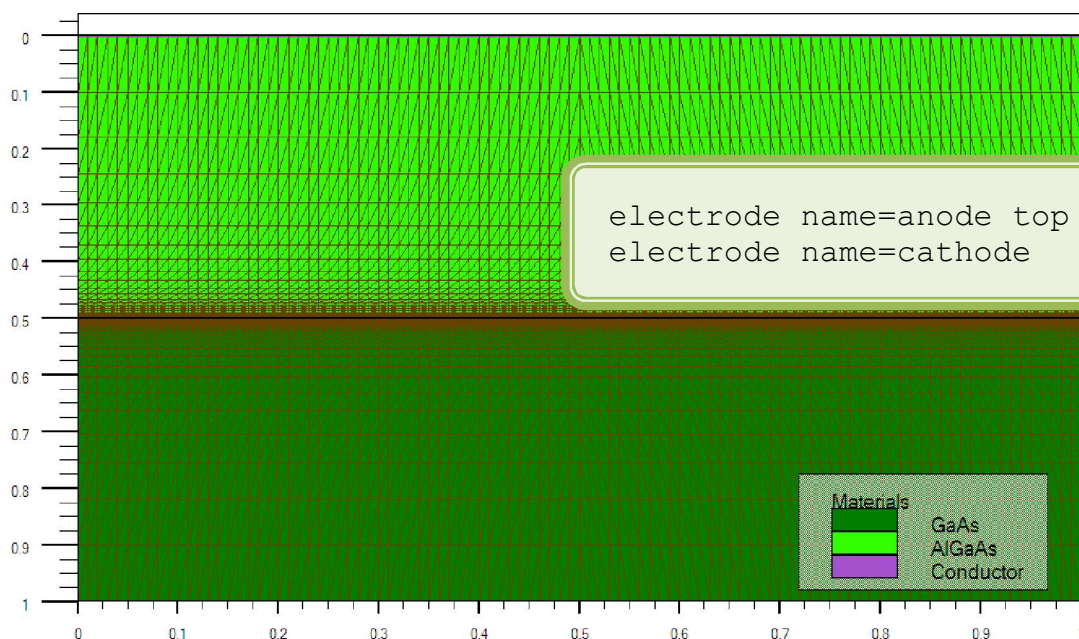 0
0.1
0.2
0.3
0.4
0.5
0.6
0.7
0.8
0.9
1
electrode name=anode top
electrode name=cathode
Materials
GaAs
AlGaAs
Conductor
0 0.1 0.2 0.3 0.4 0.5 0.6 0.7 0.8 0.9